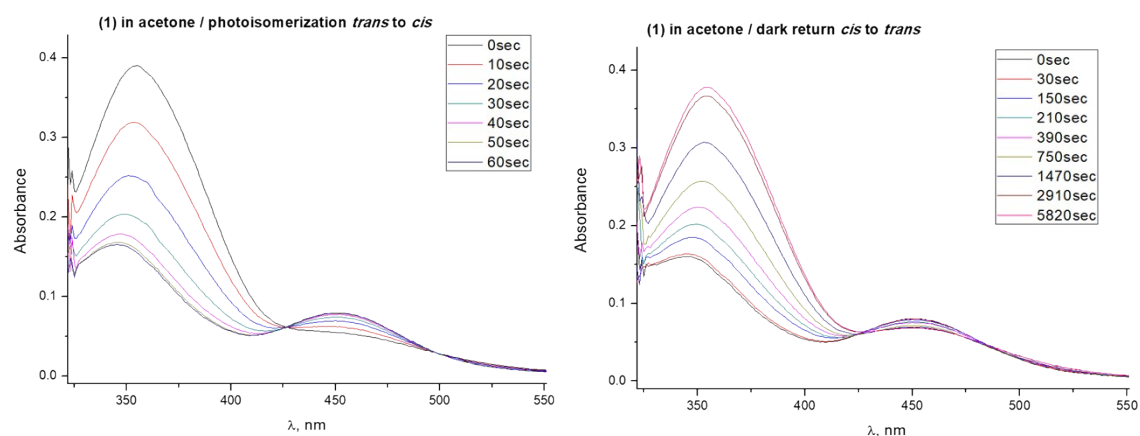 (1) in acetone / photoisomerization trans to cis
0sec
10sec
20sec
30sec
40sec
50sec
60sec
Absorbance
0.4
0.3
0.2
0.1
0.0
350
400
450
500
550
λ, nm
(1) in acetone / dark return cis to trans
0sec
30sec
150sec
210sec
390sec
750sec
1470sec
2910sec
5820sec
Absorbance
0.4
0.3
0.2
0.1
0.0
350
400
450
500
550
λ, nm